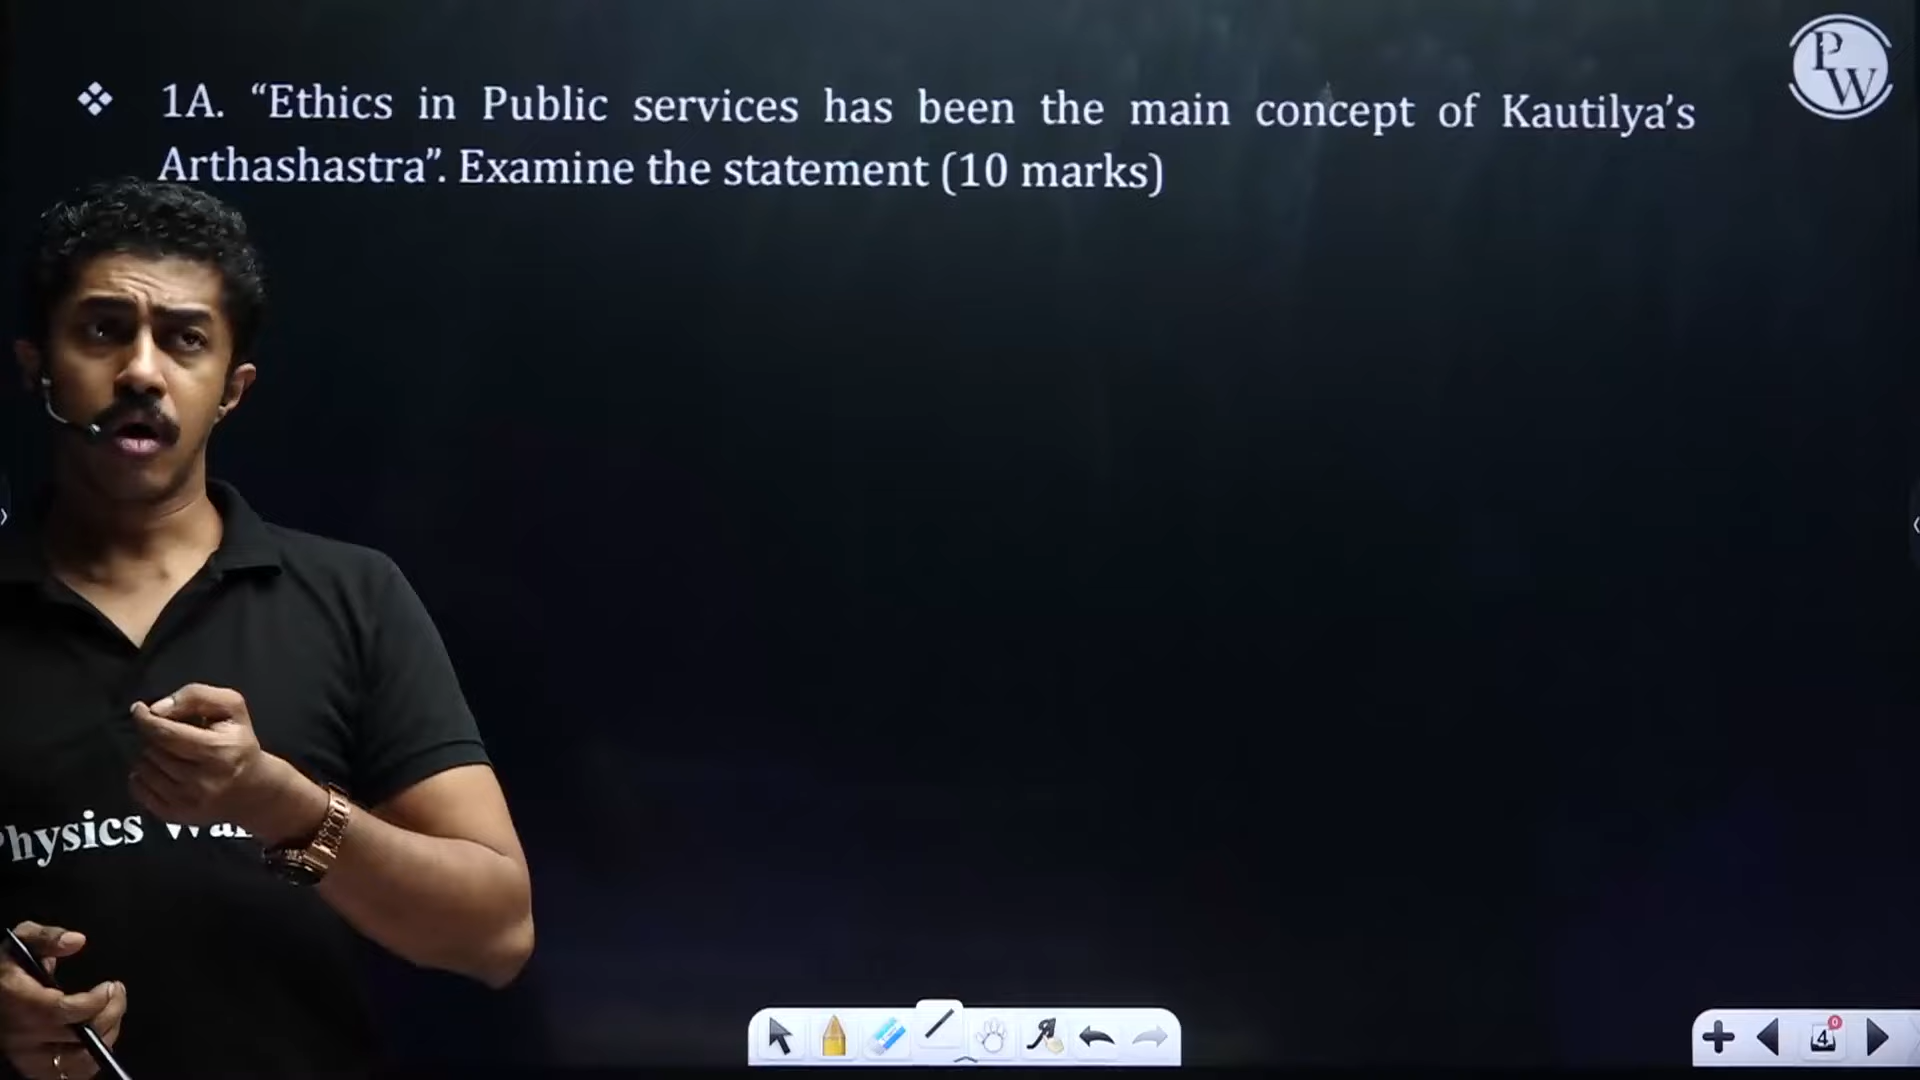 1A. “Ethics in Public services has been the main concept of Kautilya’s
Arthashastra”. Examine the statement (10 marks)
PW
Physics
4
0